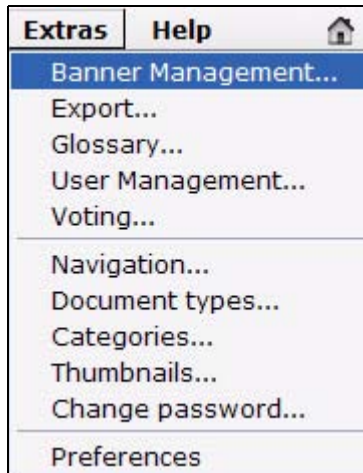 Extras Help
Banner Management...
Export...
Glossary...
User Management...
Voting...
Navigation...
Document types...
Categories...
Thumbnails...
Change password...
Preferences